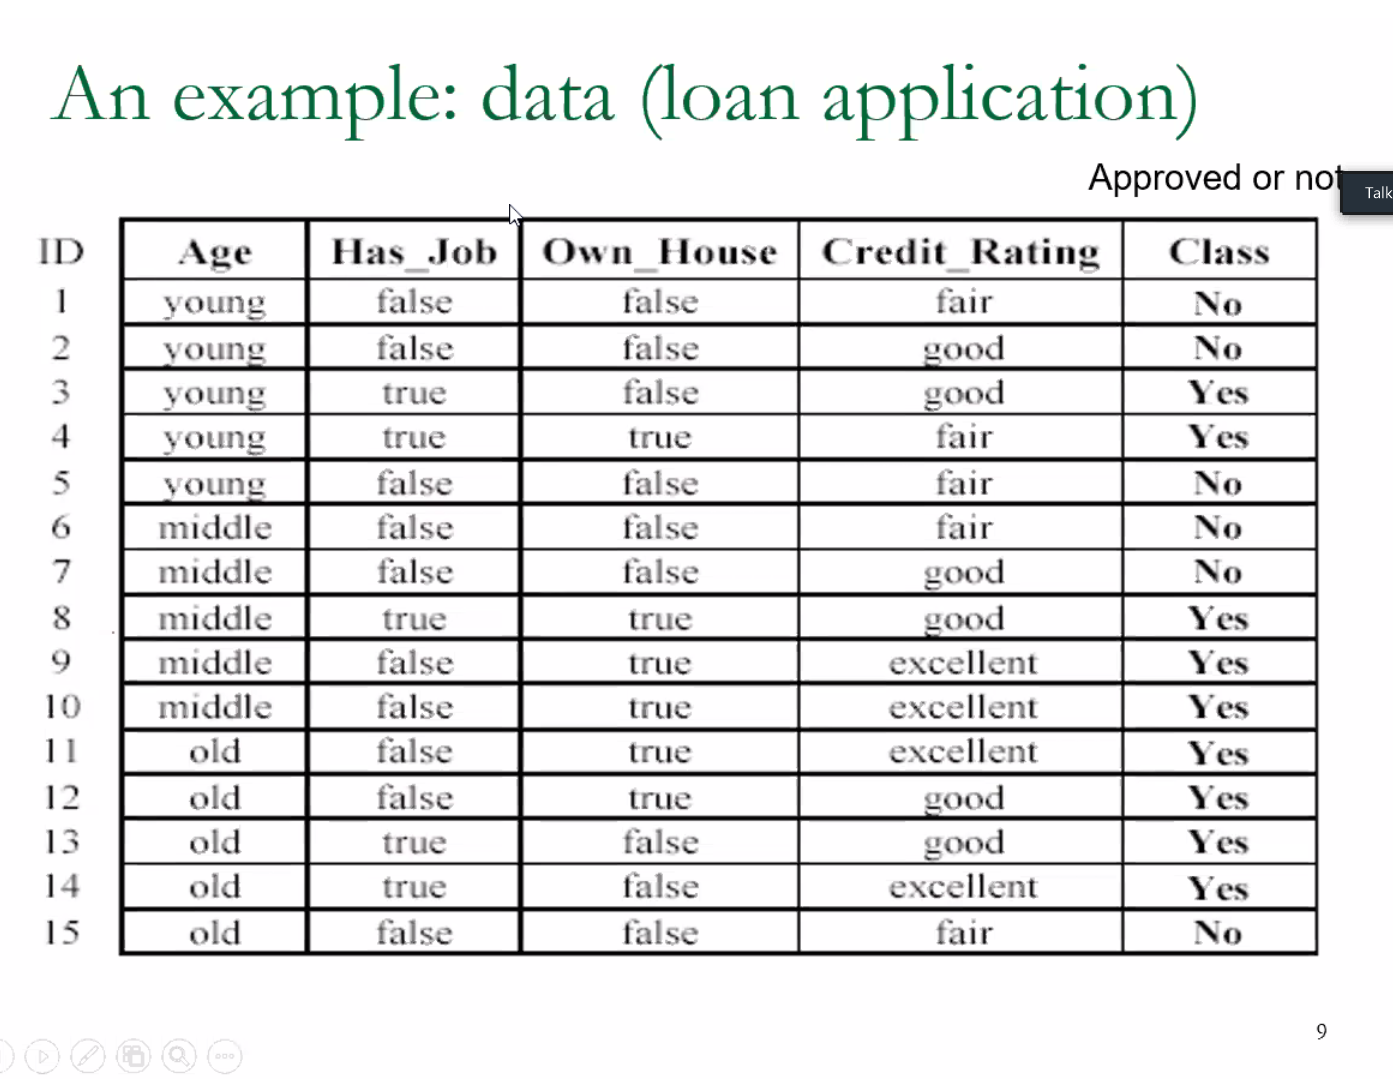 An example: data (loan application)
Approved or not
Talk
ID Age Has_Job Own_House Credit_Rating Class
1 young false false fair No
2 young false false good No
3 young true false good Yes
4 young true true fair Yes
5 young false false fair No
6 middle false false fair No
7 middle false false good No
8 middle true true good Yes
9 middle false true excellent Yes
10 middle false true excellent Yes
11 old false true excellent Yes
12 old false true good Yes
13 old true false good Yes
14 old true false excellent Yes
15 old false false fair No
9